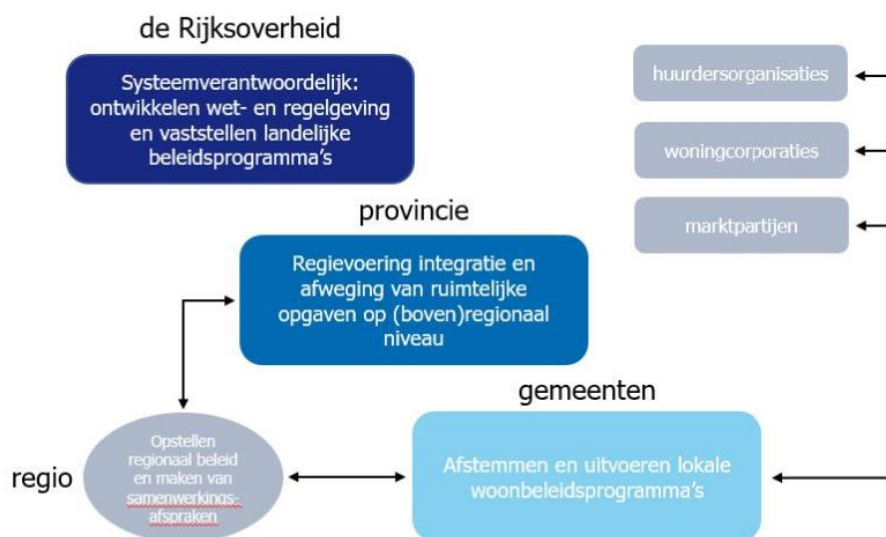 de Rijksoverheid
Systeemverantwoordelijk:
ontwikkelen wet- en regelgeving
en vaststellen landelijke
beleidsprogramma's
huurdersorganisaties
woningcorporaties
marktpartijen
provincie
Regievoering integratie en
afweging van ruimtelijke
opgaven op (boven)regionaal
niveau
gemeenten
Afstemmen en uitvoeren lokale
woonbeleidsprogramma's
regio
Opstellen
regionaal beleid
en maken van
samenwerkings-
afspraken